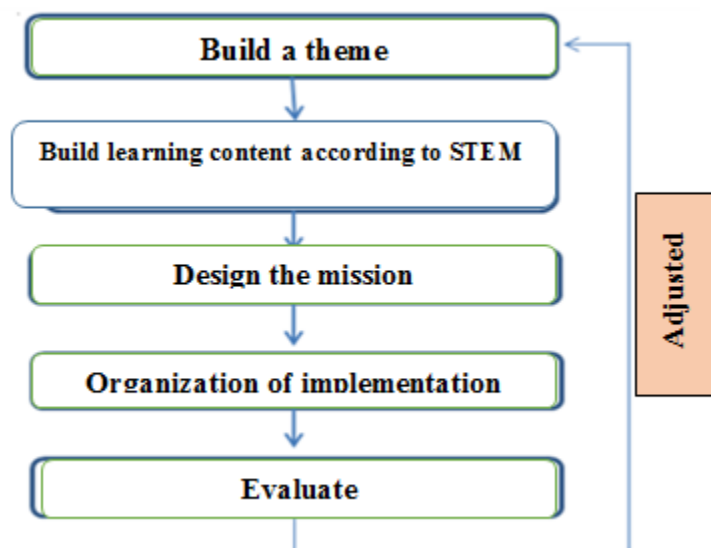 Build a theme
Build learning content according to STEM
Design the mission
Organization of implementation
Evaluate
Adjusted